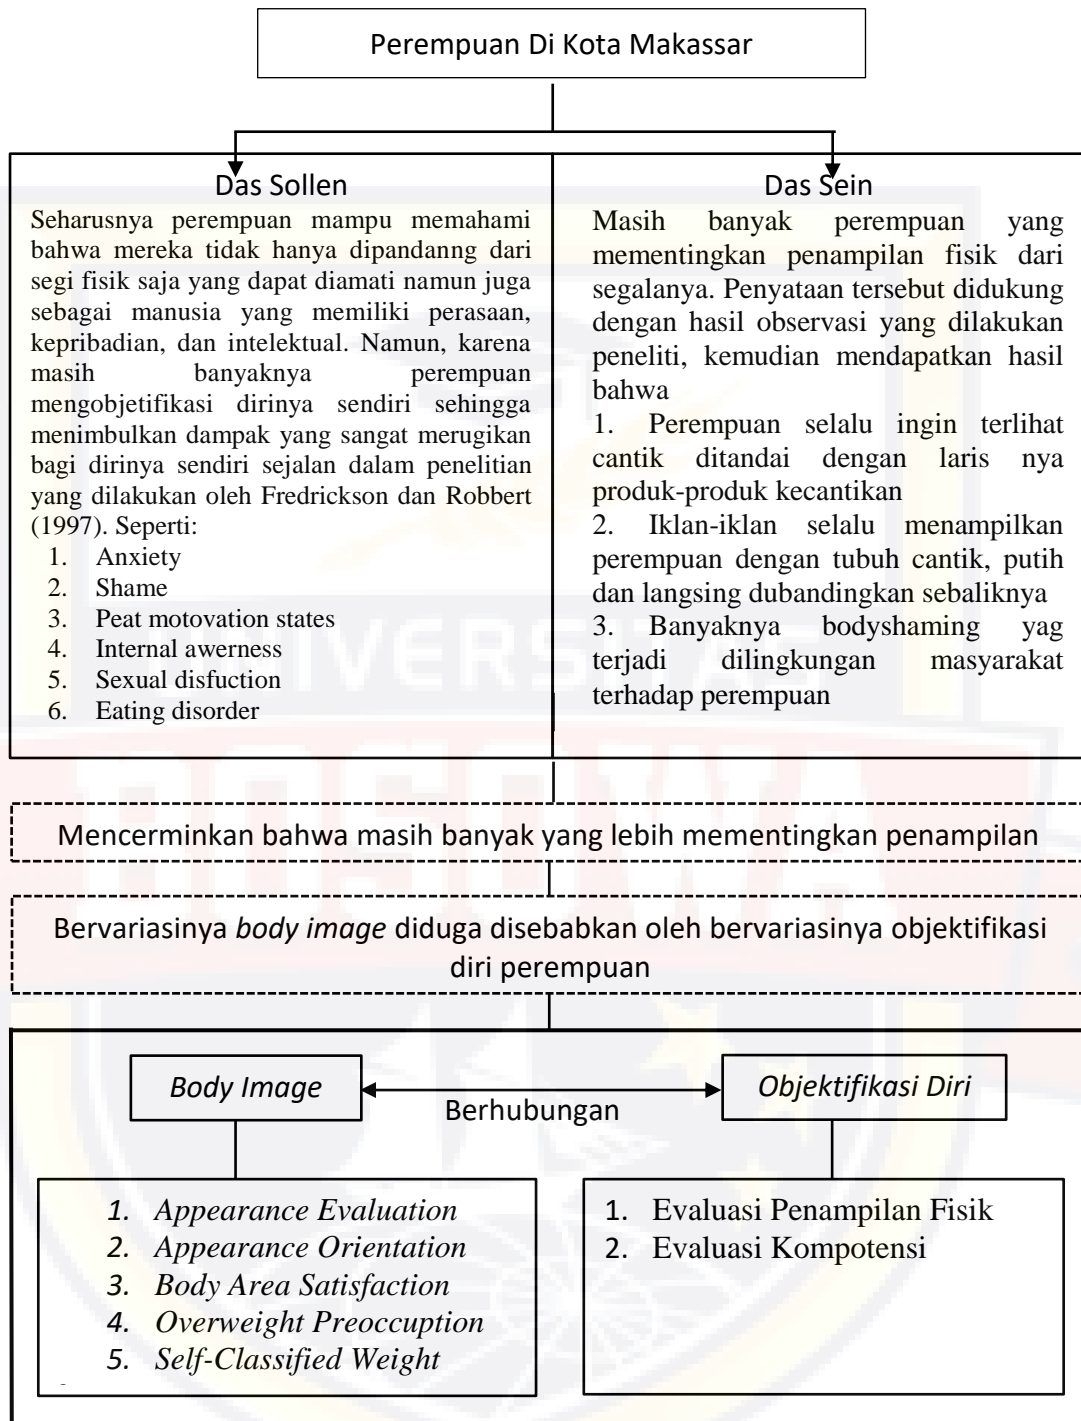 Perempuan Di Kota Makassar
Das Sollen
Seharusnya perempuan mampu memahami
bahwa mereka tidak hanya dipandanng dari
segi fisik saja yang dapat diamati namun juga
sebagai manusia yang memiliki perasaan,
kepribadian, dan intelektual. Namun, karena
masih banyaknya perempuan
mengobjetifikasi dirinya sendiri sehingga
menimbulkan dampak yang sangat merugikan
bagi dirinya sendiri sejalan dalam penelitian
yang dilakukan oleh Fredrickson dan Robbert
(1997). Seperti:
1. Anxiety
2. Shame
3. Peat motovation states
4. Internal awerness
5. Sexual disfuction
6. Eating disorder
Das Sein
Masih banyak perempuan yang
mementingkan penampilan fisik dari
segalanya. Penyataan tersebut didukung
dengan hasil observasi yang dilakukan
peneliti, kemudian mendapatkan hasil
bahwa
1. Perempuan selalu ingin terlihat
cantik ditandai dengan laris nya
produk-produk kecantikan
2. Iklan-iklan selalu menampilkan
perempuan dengan tubuh cantik, putih
dan langsing dubandingkan sebaliknya
3. Banyaknya bodyshaming yag
terjadi dilingkungan masyarakat
terhadap perempuan
UNIVERSITAS
BOSOWA
Mencerminkan bahwa masih banyak yang lebih mementingkan penampilan
Bervariasinya body image diduga disebabkan oleh bervariasinya objektifikasi
diri perempuan
Body Image
Berhubungan
Objektifikasi Diri
1. Appearance Evaluation
2. Appearance Orientation
3. Body Area Satisfaction
4. Overweight Preoccuption
5. Self-Classified Weight
1. Evaluasi Penampilan Fisik
2. Evaluasi Kompotensi